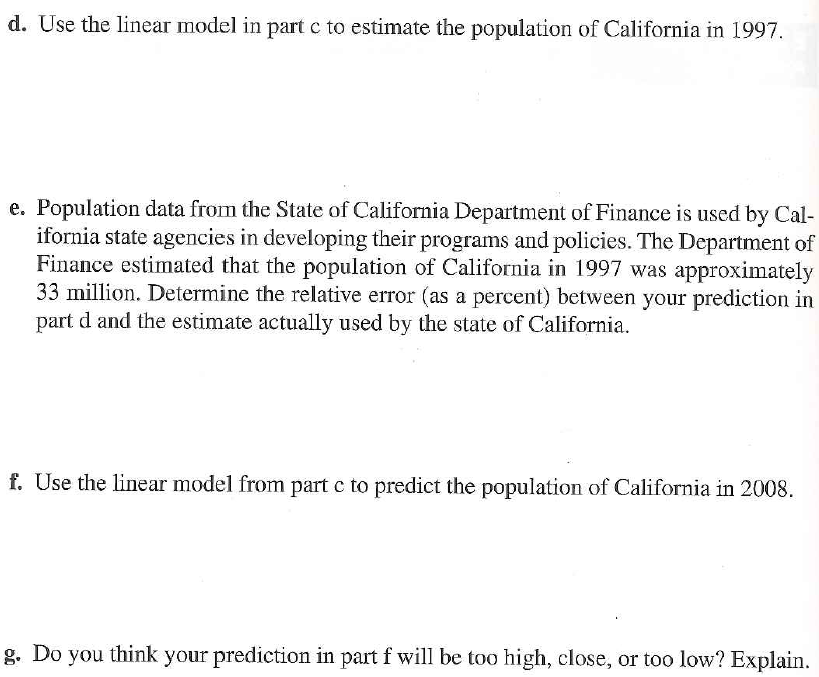 d. Use the linear model in part c to estimate the population of California in 1997.
e. Population data from the State of California Department of Finance is used by Cal-
ifornia state agencies in developing their programs and policies. The Department of
Finance estimated that the population of California in 1997 was approximately
33 million. Determine the relative error (as a percent) between your prediction in
part d and the estimate actually used by the state of California.
f. Use the linear model from part c to predict the population of California in 2008.
g. Do you think your prediction in part f will be too high, close, or too low? Explain.